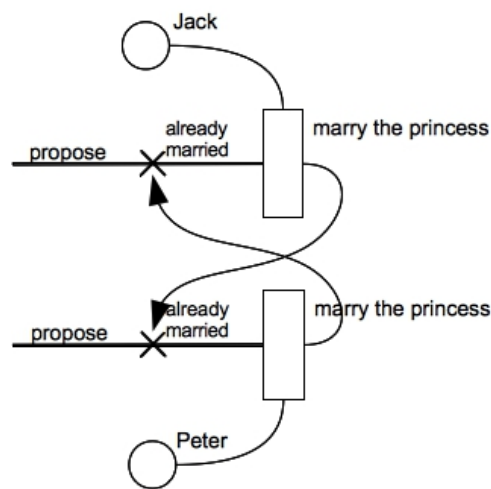 Jack
already
married
marry the princess
propose
already
married
marry the princess
propose
Peter